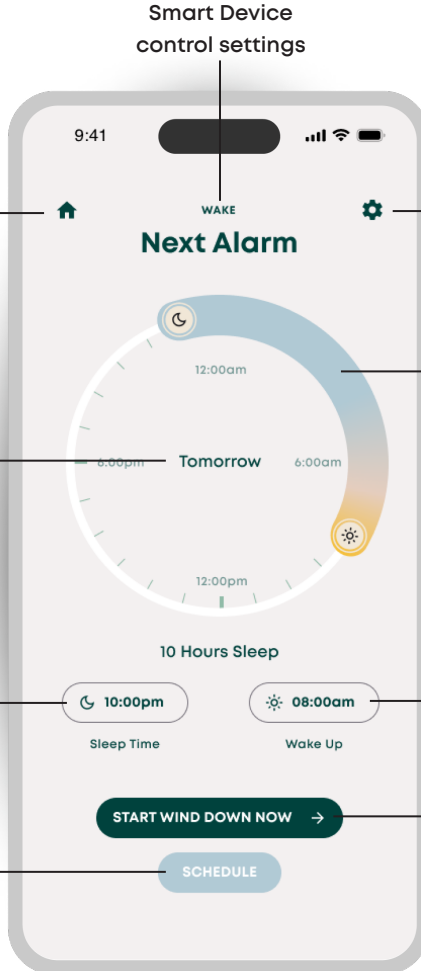 Smart Device
control settings
9:41
WAKE
Next Alarm
12:00am
6:00pm
Tomorrow
6:00am
12:00pm
10 Hours Sleep
10:00pm
08:00am
Sleep Time
Wake Up
START WIND DOWN NOW →
SCHEDULE